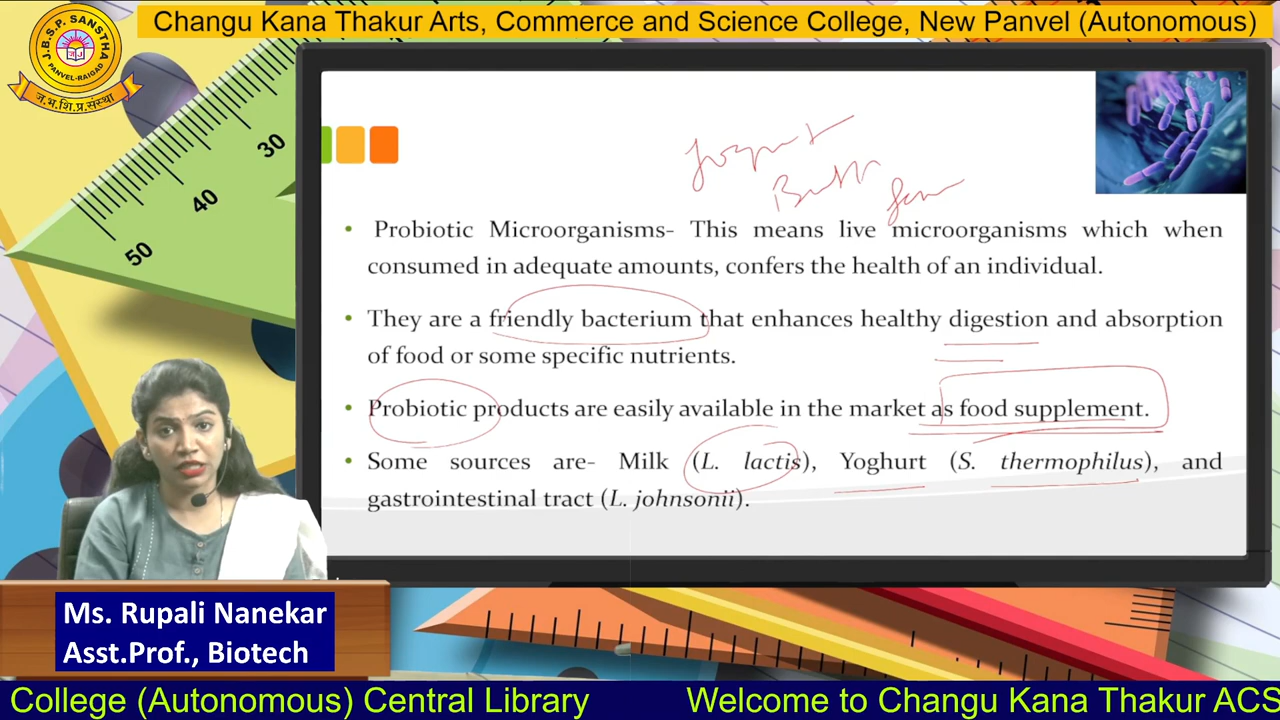 Changu Kana Thakur Arts, Commerce and Science College, New Panvel (Autonomous)
J.B.S.P. SANSTHA
PANVEL-RAIGAD
ज.भ.शि.प्र.संस्था
30
40
50
Yogurt
• Probiotic Microorganisms- This means live microorganisms which when
consumed in adequate amounts, confers the health of an individual.
• They are a friendly bacterium that enhances healthy digestion and absorption
of food or some specific nutrients.
• Probiotic products are easily available in the market as food supplement.
• Some sources are- Milk (L. lactis), Yoghurt (S. thermophilus), and
gastrointestinal tract (L. johnsonii).
Ms. Rupali Nanekar
Asst.Prof., Biotech
College (Autonomous) Central Library Welcome to Changu Kana Thakur ACS